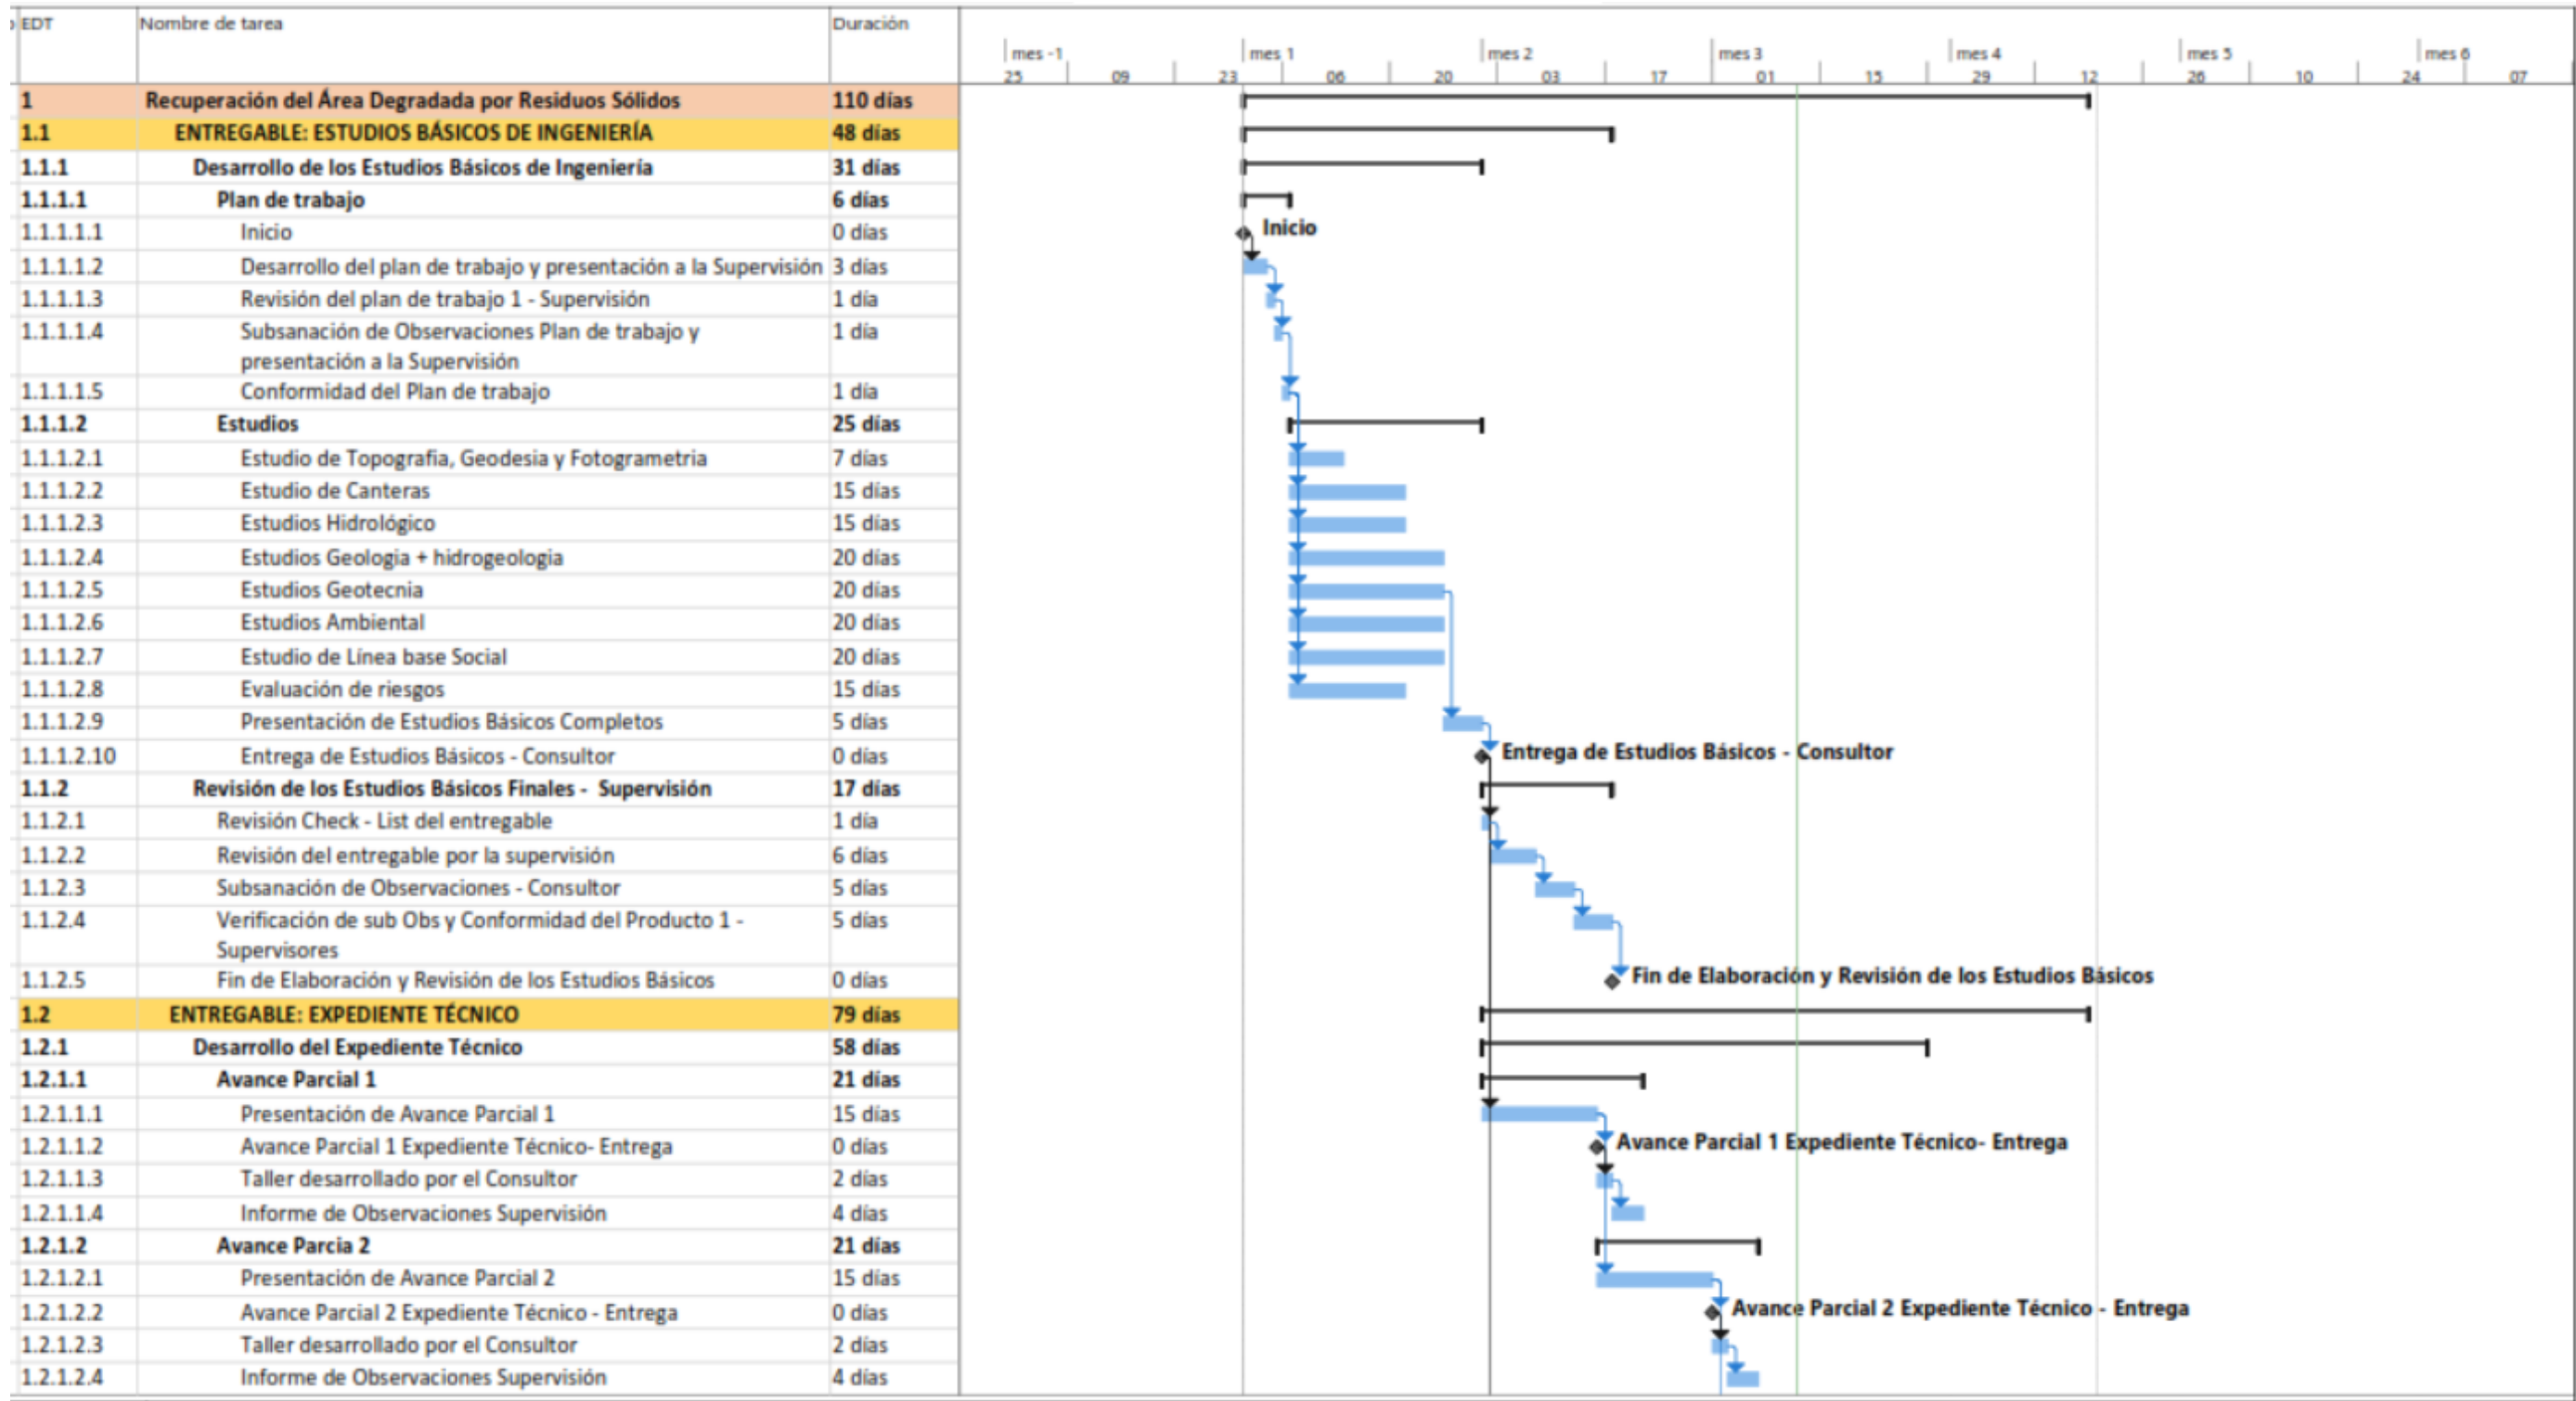 EDT Nombre de tarea Duración
mes -1 mes 1 mes 2 mes 3 mes 4 mes 5 mes 6
25 09 23 06 20 03 17 01 15 29 12 26 10 24 07
1 Recuperación del Área Degradada por Residuos Sólidos 110 días
1.1 ENTREGABLE: ESTUDIOS BÁSICOS DE INGENIERÍA 48 días
1.1.1 Desarrollo de los Estudios Básicos de Ingeniería 31 días
1.1.1.1 Plan de trabajo 6 días
1.1.1.1.1 Inicio 0 días Inicio
1.1.1.1.2 Desarrollo del plan de trabajo y presentación a la Supervisión 3 días
1.1.1.1.3 Revisión del plan de trabajo 1 - Supervisión 1 día
1.1.1.1.4 Subsanación de Observaciones Plan de trabajo y 1 día
presentación a la Supervisión
1.1.1.1.5 Conformidad del Plan de trabajo 1 día
1.1.1.2 Estudios 25 días
1.1.1.2.1 Estudio de Topografia, Geodesia y Fotogrametria 7 días
1.1.1.2.2 Estudio de Canteras 15 días
1.1.1.2.3 Estudios Hidrológico 15 días
1.1.1.2.4 Estudios Geologia + hidrogeologia 20 días
1.1.1.2.5 Estudios Geotecnia 20 días
1.1.1.2.6 Estudios Ambiental 20 días
1.1.1.2.7 Estudio de Línea base Social 20 días
1.1.1.2.8 Evaluación de riesgos 15 días
1.1.1.2.9 Presentación de Estudios Básicos Completos 5 días
1.1.1.2.10 Entrega de Estudios Básicos - Consultor 0 días Entrega de Estudios Básicos - Consultor
1.1.2 Revisión de los Estudios Básicos Finales - Supervisión 17 días
1.1.2.1 Revisión Check - List del entregable 1 día
1.1.2.2 Revisión del entregable por la supervisión 6 días
1.1.2.3 Subsanación de Observaciones - Consultor 5 días
1.1.2.4 Verificación de sub Obs y Conformidad del Producto 1 - 5 días
Supervisores
1.1.2.5 Fin de Elaboración y Revisión de los Estudios Básicos 0 días Fin de Elaboración y Revisión de los Estudios Básicos
1.2 ENTREGABLE: EXPEDIENTE TÉCNICO 79 días
1.2.1 Desarrollo del Expediente Técnico 58 días
1.2.1.1 Avance Parcial 1 21 días
1.2.1.1.1 Presentación de Avance Parcial 1 15 días
1.2.1.1.2 Avance Parcial 1 Expediente Técnico- Entrega 0 días Avance Parcial 1 Expediente Técnico- Entrega
1.2.1.1.3 Taller desarrollado por el Consultor 2 días
1.2.1.1.4 Informe de Observaciones Supervisión 4 días
1.2.1.2 Avance Parcia 2 21 días
1.2.1.2.1 Presentación de Avance Parcial 2 15 días
1.2.1.2.2 Avance Parcial 2 Expediente Técnico - Entrega 0 días Avance Parcial 2 Expediente Técnico - Entrega
1.2.1.2.3 Taller desarrollado por el Consultor 2 días
1.2.1.2.4 Informe de Observaciones Supervisión 4 días